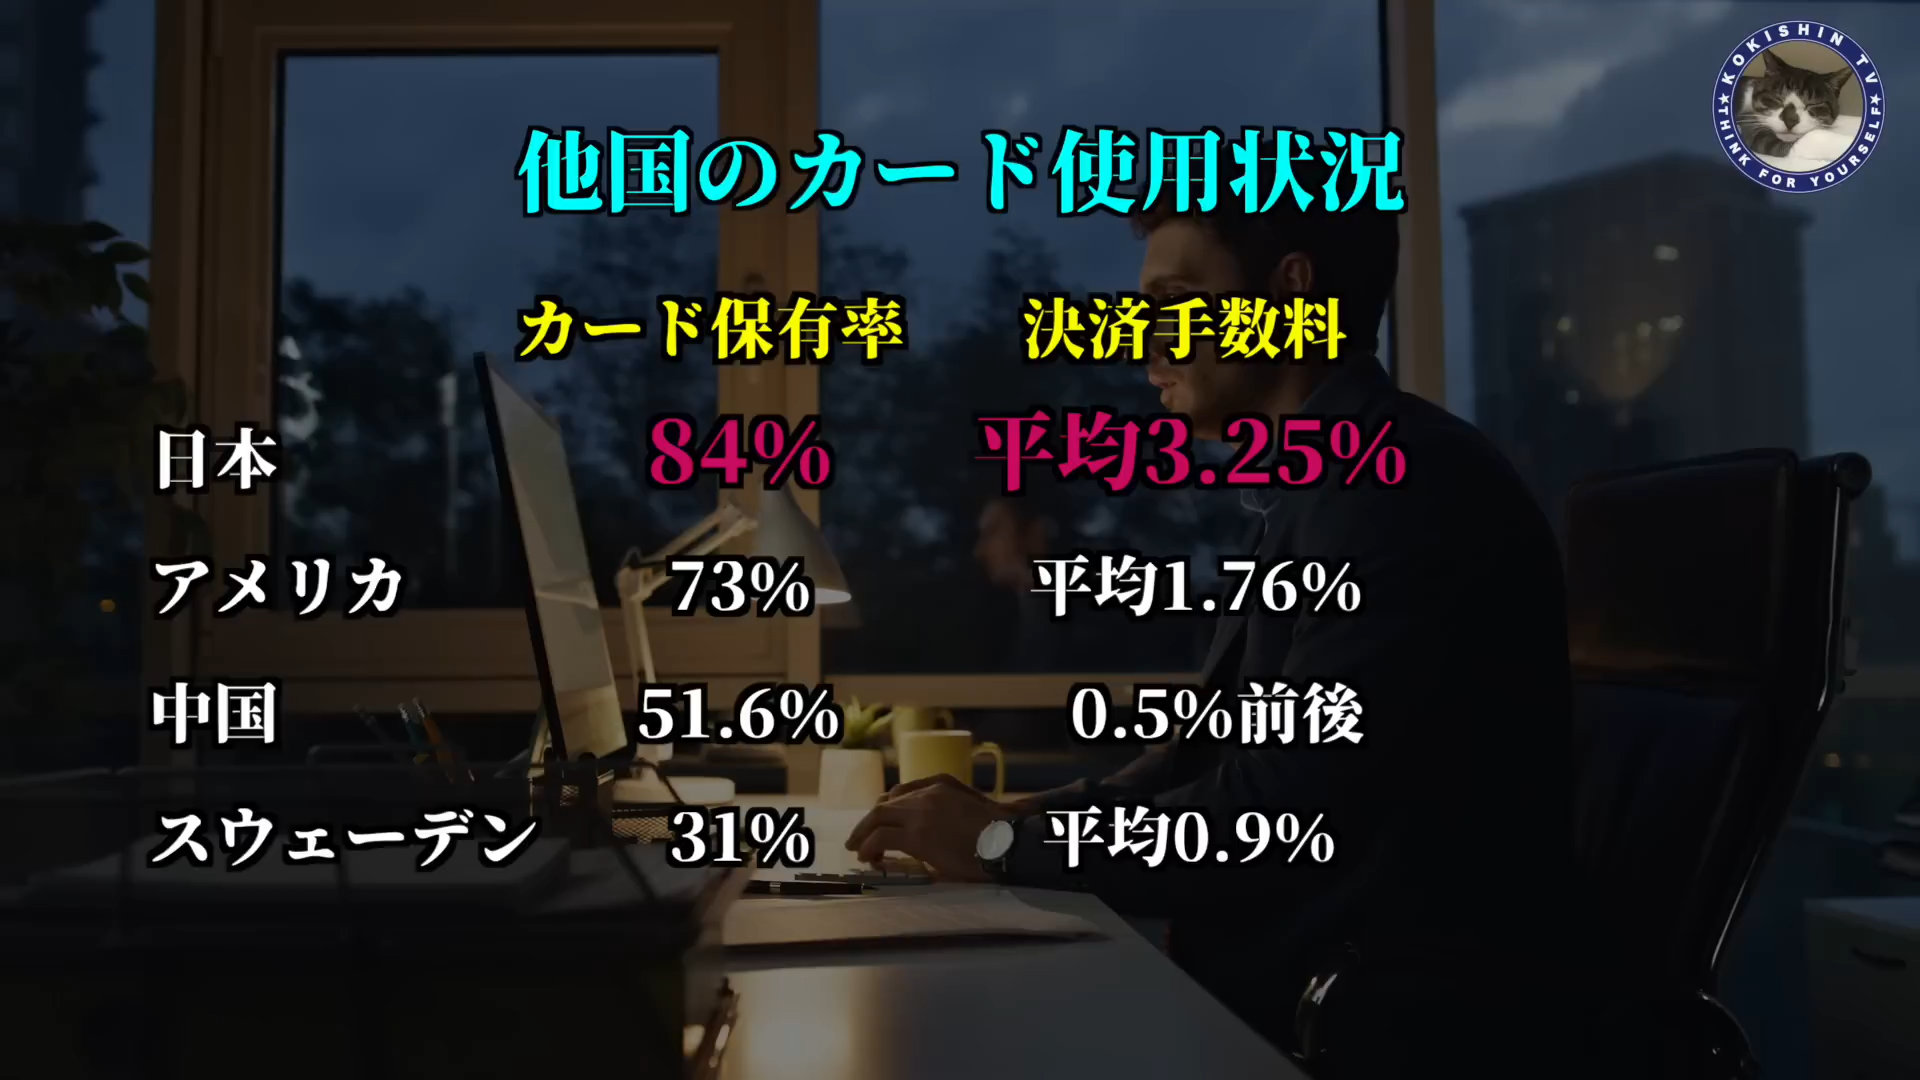 他国のカード使用状況
カード保有率 決済手数料
日本 84% 平均3.25%
アメリカ 73% 平均1.76%
中国 51.6% 0.5%前後
スウェーデン 31% 平均0.9%
★KOKISHIN TV★
THINK FOR YOURSELF